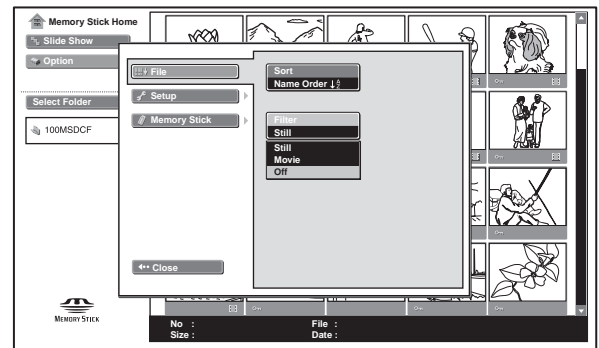 Memory Stick Home
Slide Show
Option
Select Folder
100MSDCF
File
Setup
Memory Stick
Close
Sort
Name Order ↓A Z
Filter
Still
Still
Movie
Off
MEMORY STICK
No :
File :
Size :
Date :